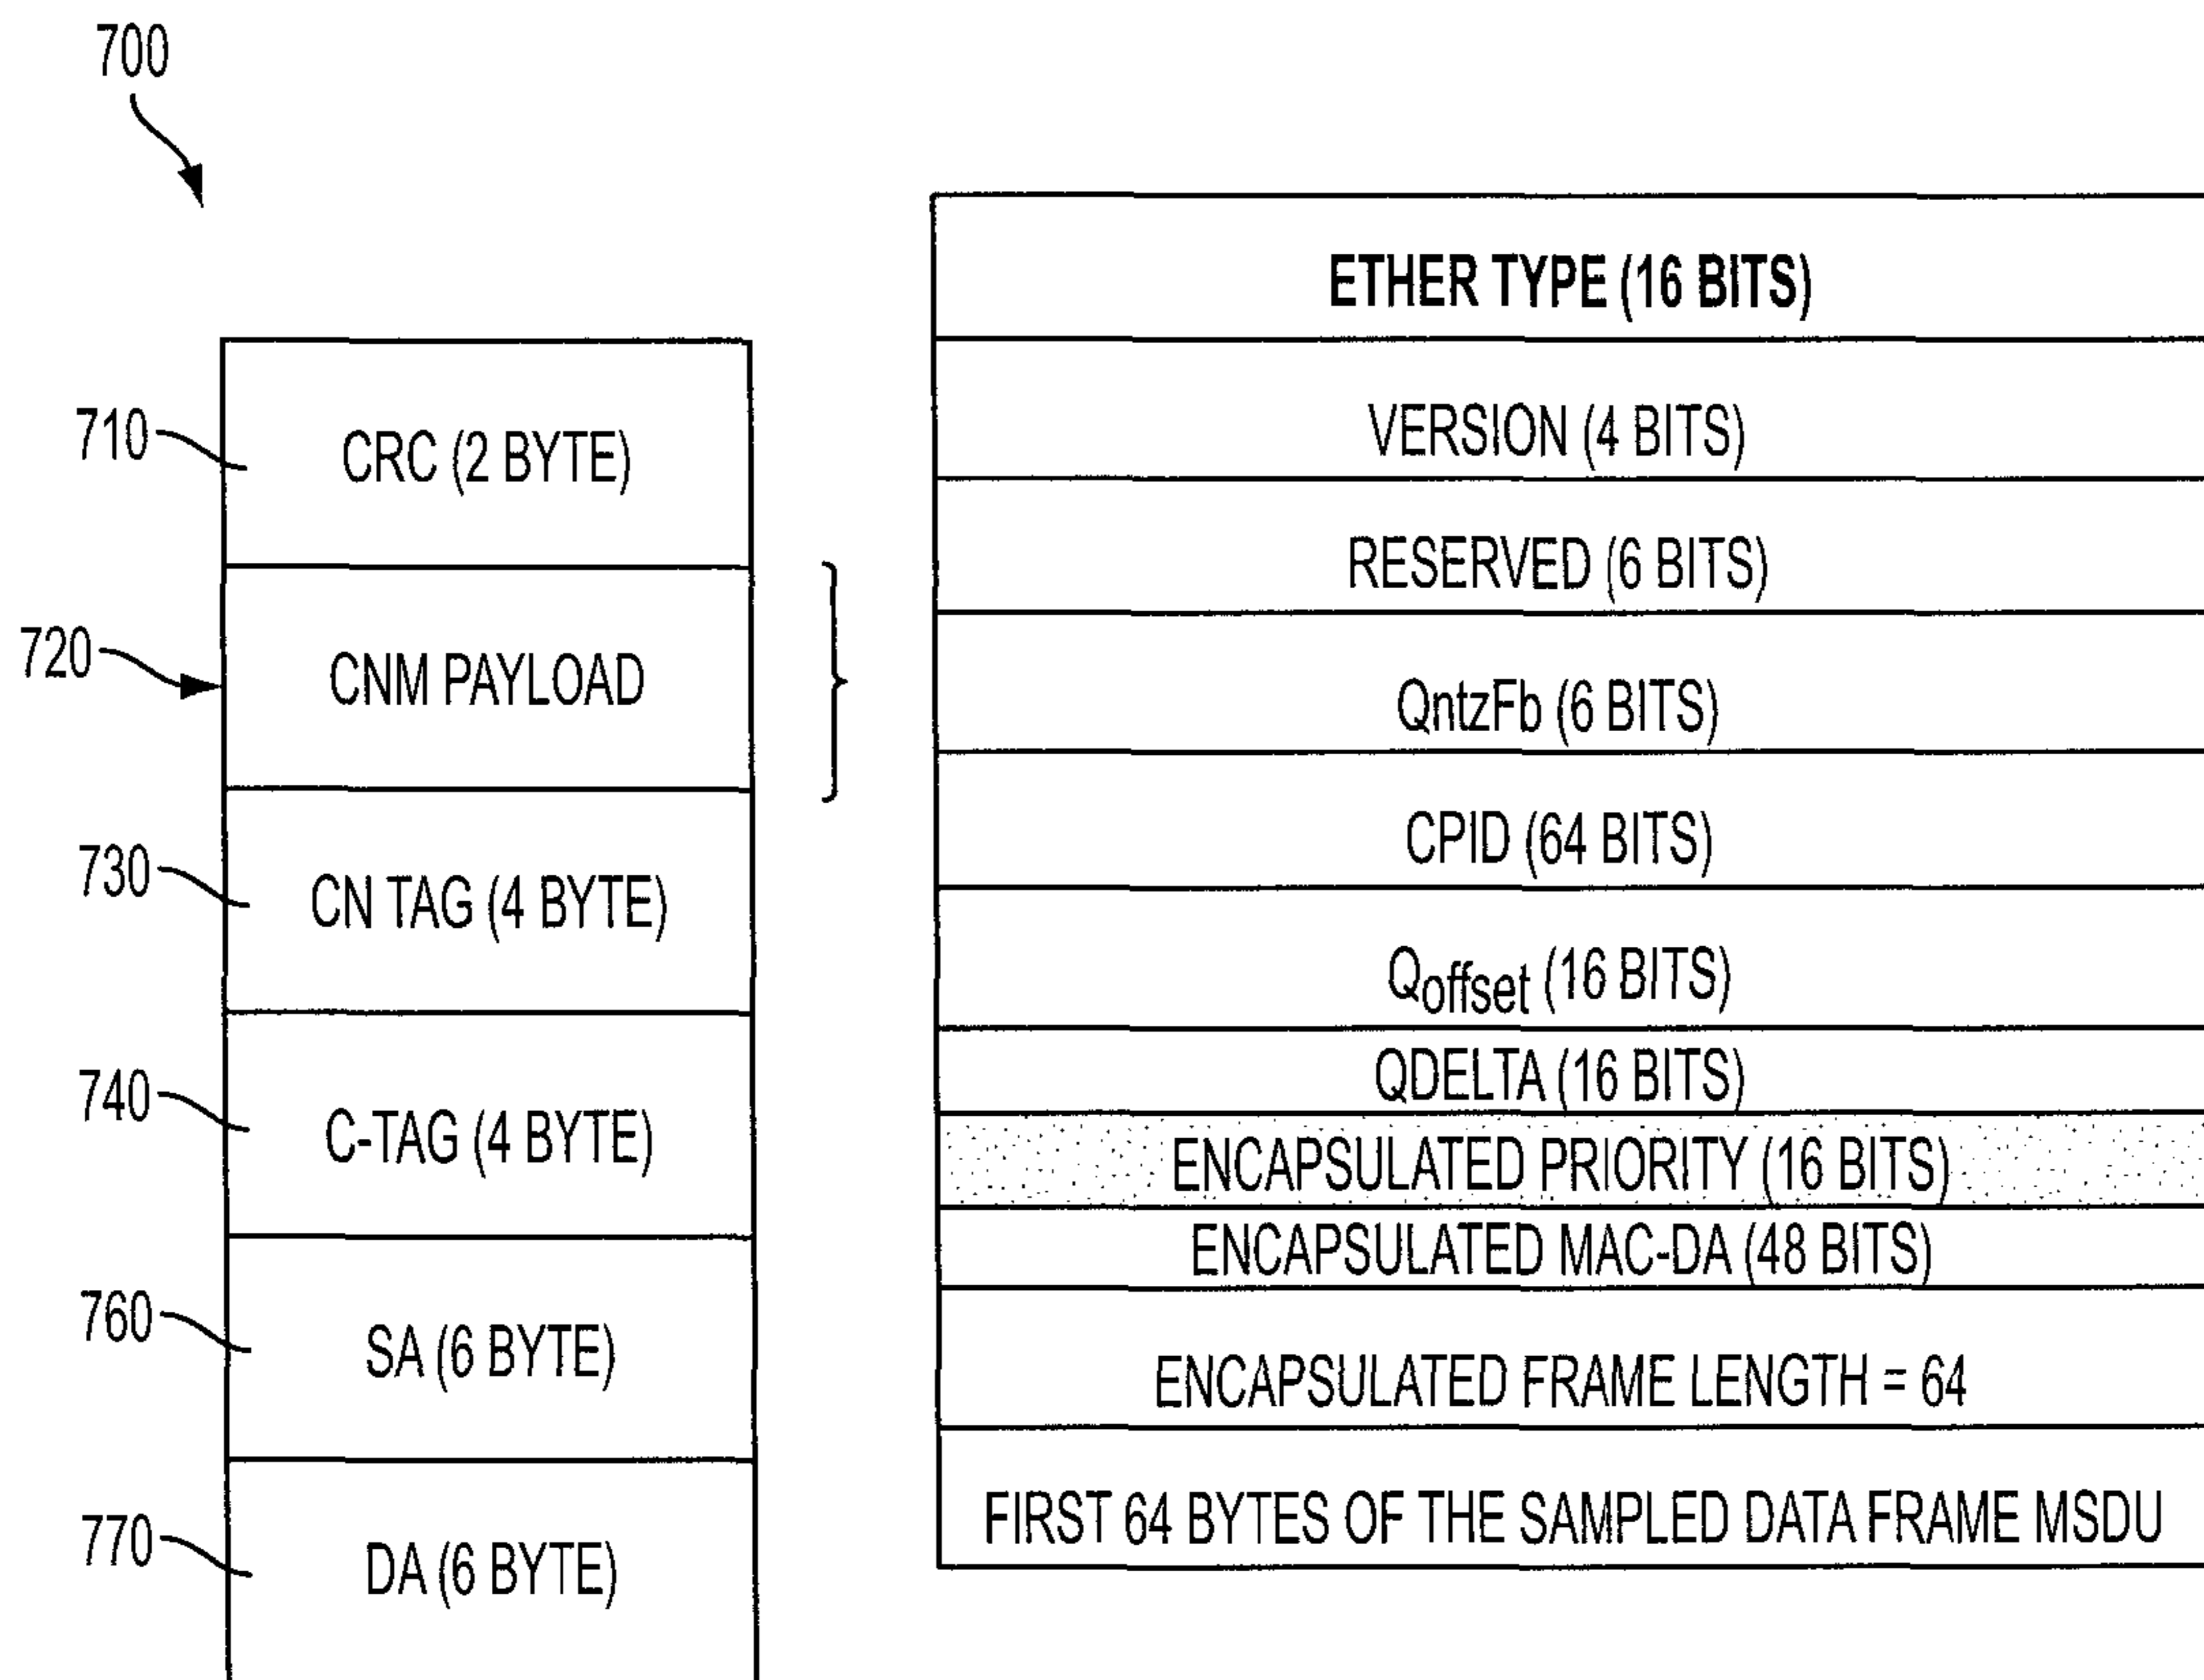 700
710
CRC (2 BYTE)
720
CNM PAYLOAD
730
CN TAG (4 BYTE)
740
C-TAG (4 BYTE)
760
SA (6 BYTE)
770
DA (6 BYTE)
ETHER TYPE (16 BITS)
VERSION (4 BITS)
RESERVED (6 BITS)
QntzFb (6 BITS)
CPID (64 BITS)
Qoffset (16 BITS)
QDELTA (16 BITS)
ENCAPSULATED PRIORITY (16 BITS)
ENCAPSULATED MAC-DA (48 BITS)
ENCAPSULATED FRAME LENGTH = 64
FIRST 64 BYTES OF THE SAMPLED DATA FRAME MSDU